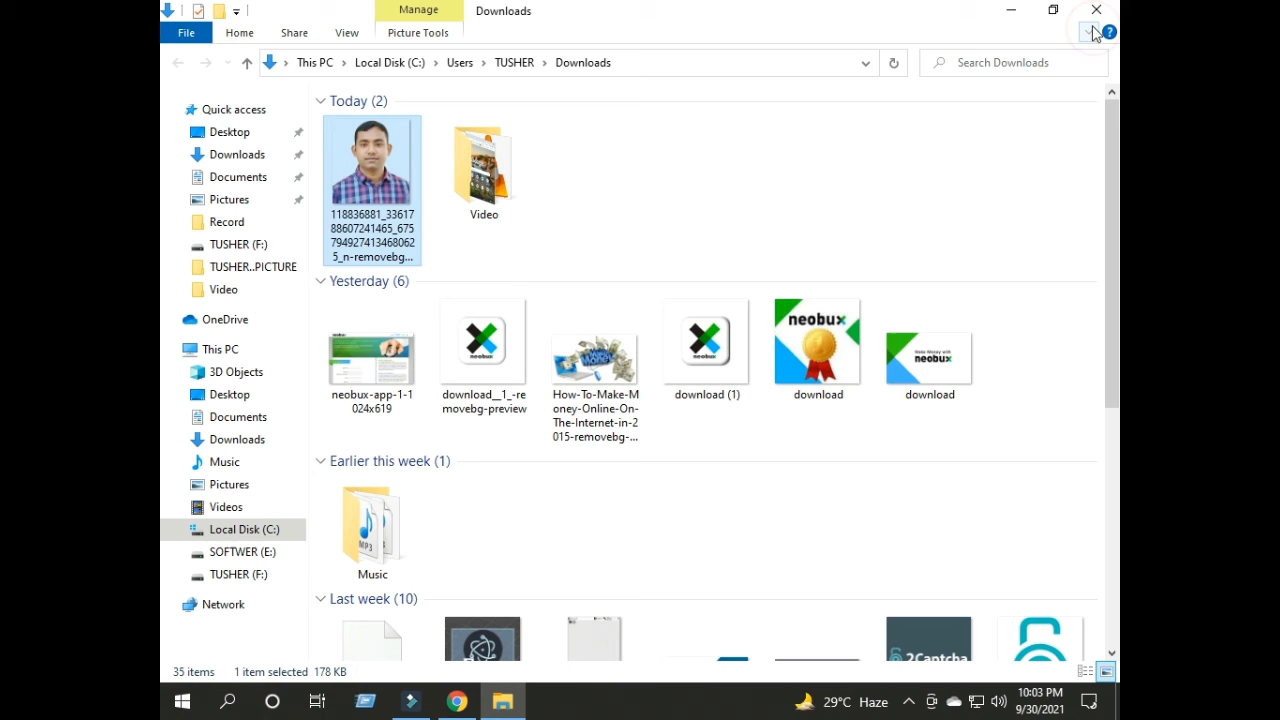 Manage
Downloads
File
Home
Share
View
Picture Tools
This PC
Local Disk (C:)
Users
TUSHER
Downloads
Search Downloads
Quick access
Desktop
Downloads
Documents
Pictures
Record
TUSHER (F:)
TUSHER..PICTURE
Video
OneDrive
This PC
3D Objects
Desktop
Documents
Downloads
Music
Pictures
Videos
Local Disk (C:)
SOFTWER (E:)
TUSHER (F:)
Network
Today (2)
118836881_33617
88607241465_675
794927413468062
5_n-removebg...
Video
Yesterday (6)
neobux
neobux
neobux
neobux
neobux-app-1-1
024x619
download__1_-re
movebg-preview
How-To-Make-M
oney-Online-On-
The-Internet-in-2
015-removebg-...
download (1)
download
download
Earlier this week (1)
MP3
Music
Last week (10)
2Captcha
35 items
1 item selected 178 KB
29°C Haze
10:03 PM
9/30/2021